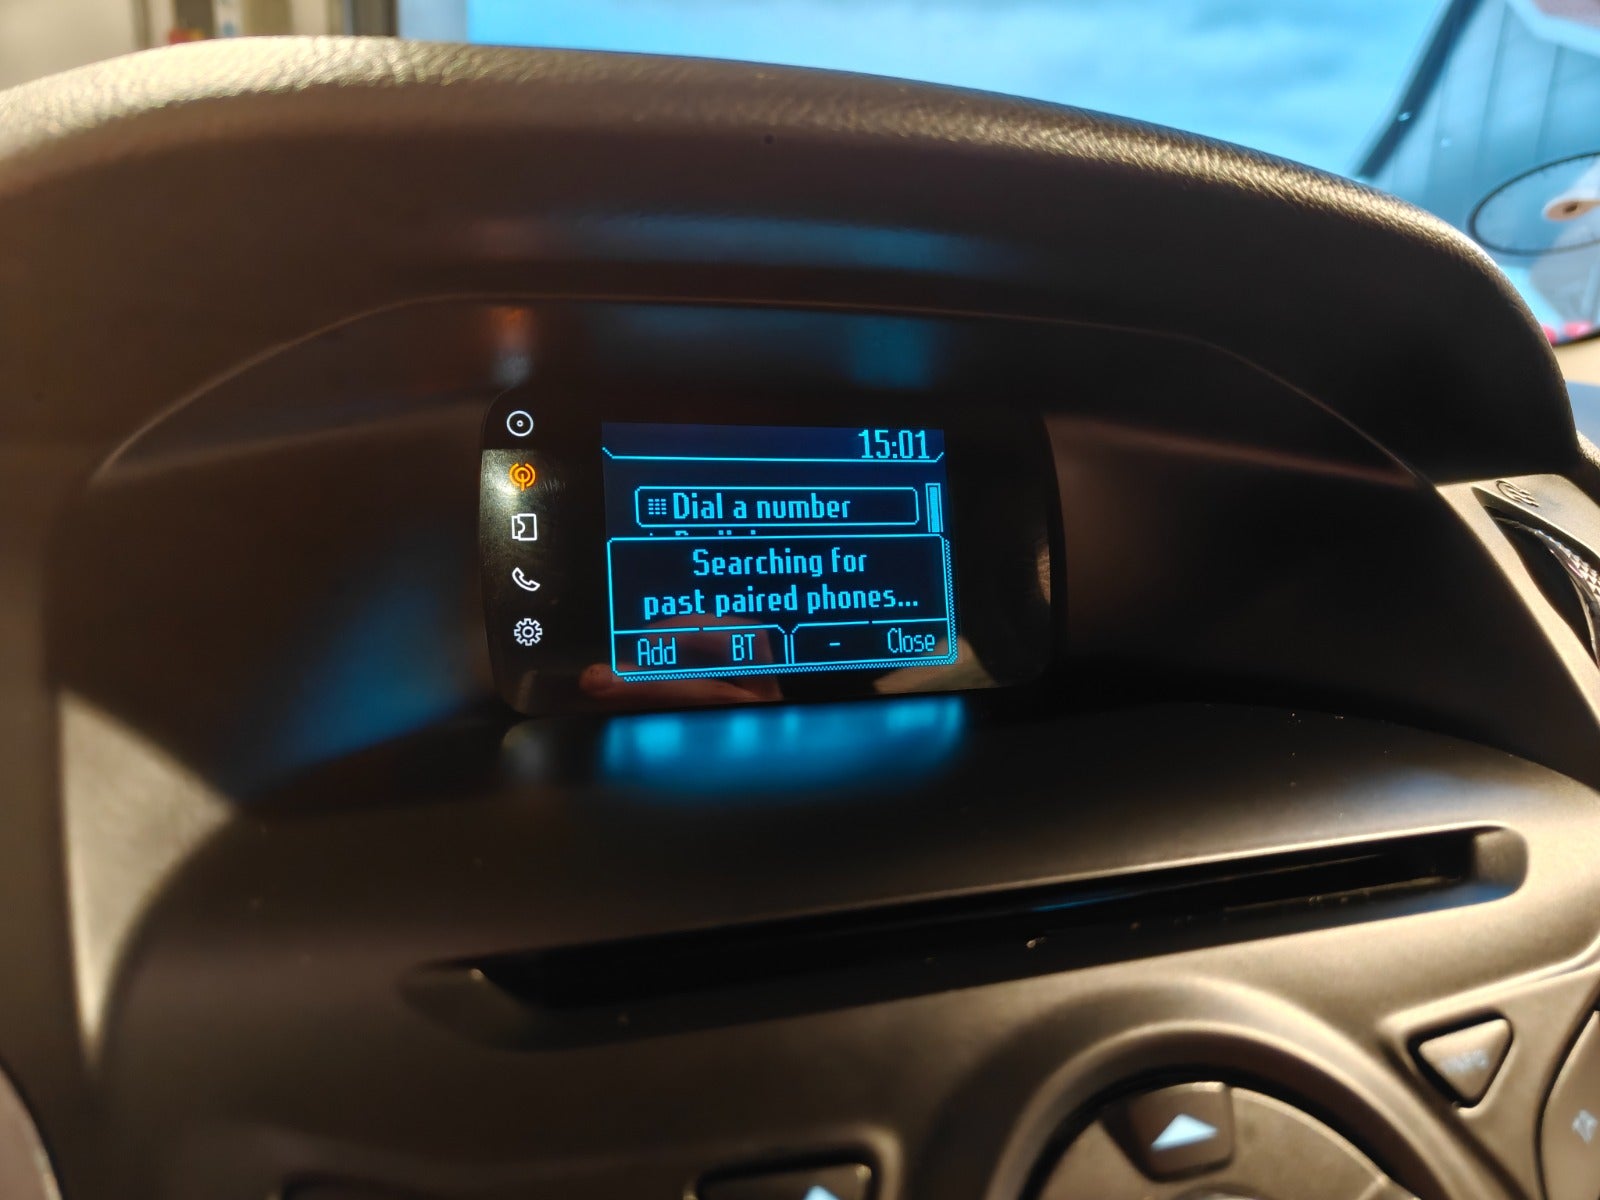 15:01
Dial a number
Searching for
past paired phones...
Add BT - Close